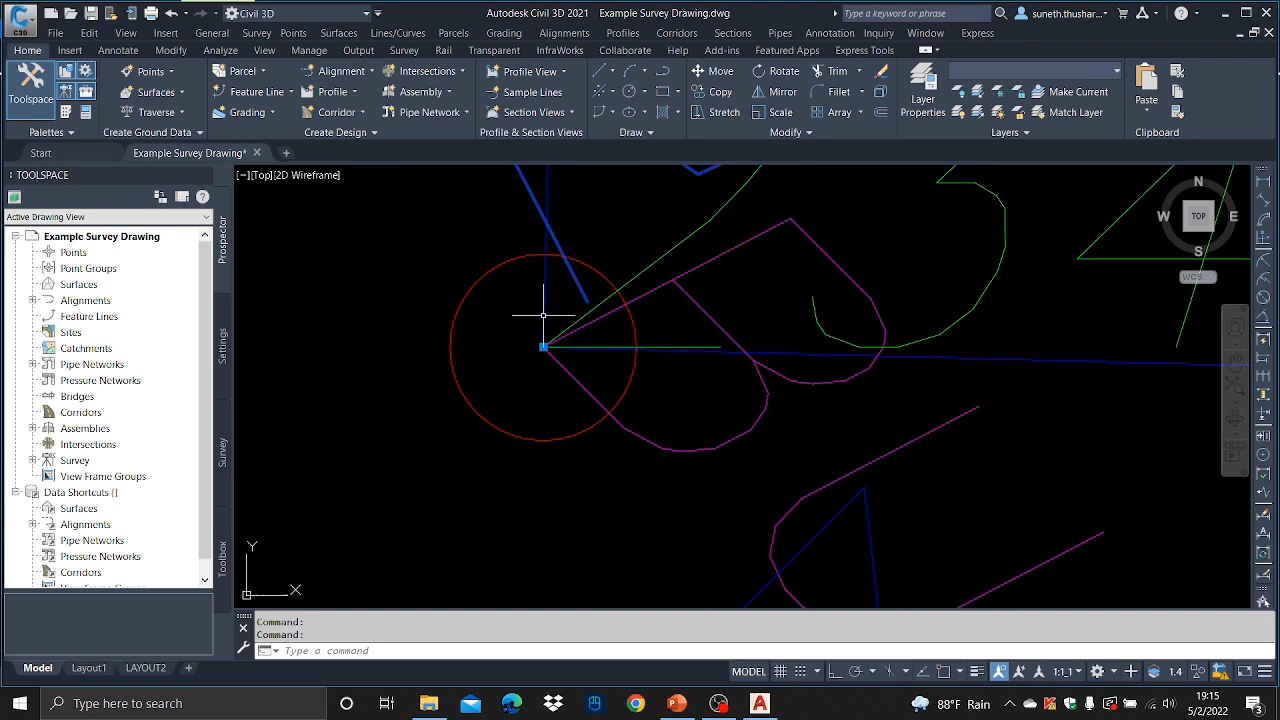 C3D
Civil 3D
Autodesk Civil 3D 2021 Example Survey Drawing.dwg
Type a keyword or phrase
suneth.thushar...
File Edit View Insert General Survey Points Surfaces Lines/Curves Parcels Grading Alignments Profiles Corridors Sections Pipes Annotation Inquiry Window Express
Home Insert Annotate Modify Analyze View Manage Output Survey Rail Transparent InfraWorks Collaborate Help Add-ins Featured Apps Express Tools
Toolspace
Points
Surfaces
Traverse
Parcel
Feature Line
Grading
Alignment
Profile
Corridor
Intersections
Assembly
Pipe Network
Profile View
Sample Lines
Section Views
Move Rotate Trim
Copy Mirror Fillet
Stretch Scale Array
Layer
Properties
Make Current
Match Layer
Paste
Palettes Create Ground Data Create Design Profile & Section Views Draw Modify Layers Clipboard
Start Example Survey Drawing*
TOOLSPACE
Active Drawing View
Example Survey Drawing
Points
Point Groups
Surfaces
Alignments
Feature Lines
Sites
Catchments
Pipe Networks
Pressure Networks
Bridges
Corridors
Assemblies
Intersections
Survey
View Frame Groups
Data Shortcuts []
Surfaces
Alignments
Pipe Networks
Pressure Networks
Corridors
View Frame Groups
Prospector
Settings
Survey
Toolbox
[−][Top][2D Wireframe]
N
W TOP E
S
WCS
Y
X
Command:
Command:
Type a command
Model Layout1 LAYOUT2
MODEL
1:1
1:4
Type here to search
88°F Rain
19:15
5/2/2022